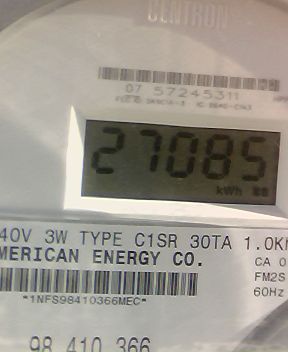 CENTRON
07 57245311
27085
kWh
40V 3W TYPE C1SR 30TA 1.0K
MERICAN ENERGY CO.
CA 0
FM2S
60Hz
*1NFS98410366MEC*
98 410 366